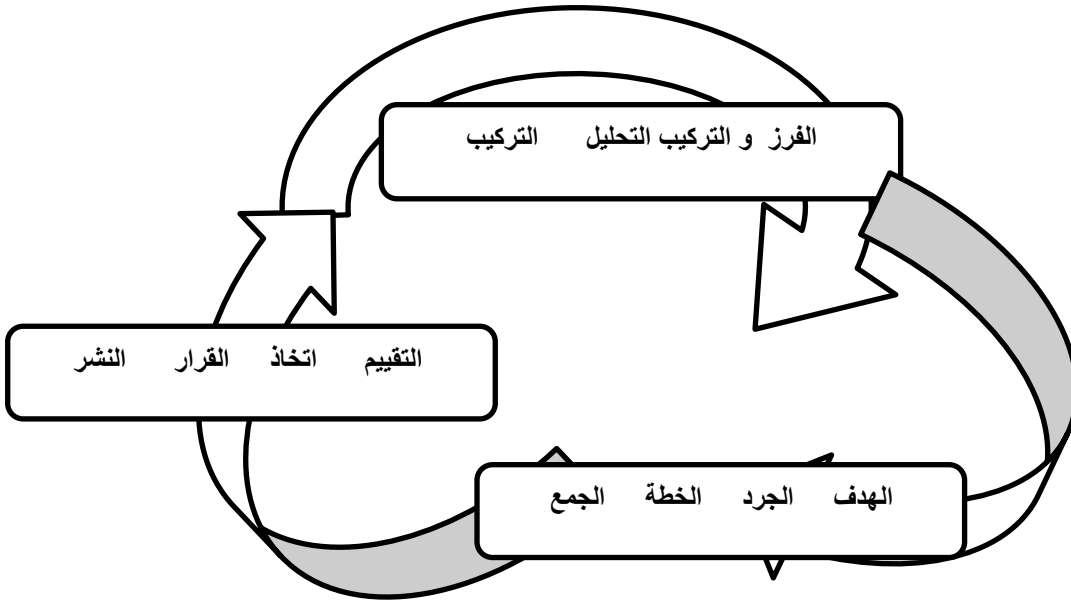 الفرز و التركيب التحليل التركيب
التقييم اتخاذ القرار النشر
الهدف الجرد الخطة الجمع